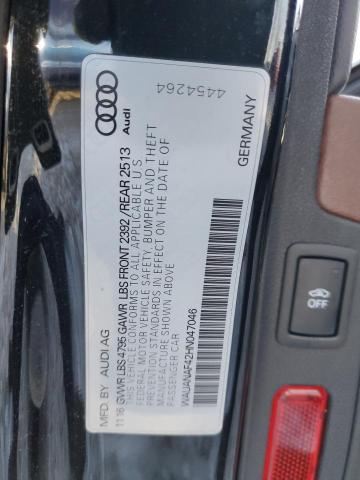 Audi
4454264
MFD. BY AUDI AG GERMANY
11 16 GVWR LBS 4795 GAWR LBS FRONT 2392/REAR 2513
THIS VEHICLE CONFORMS TO ALL APPLICABLE U.S.
FEDERAL MOTOR VEHICLE SAFETY, BUMPER AND THEFT
PREVENTION STANDARDS IN EFFECT ON THE DATE OF
MANUFACTURE SHOWN ABOVE
PASSENGER CAR
WAUANAF42HN047046
OFF